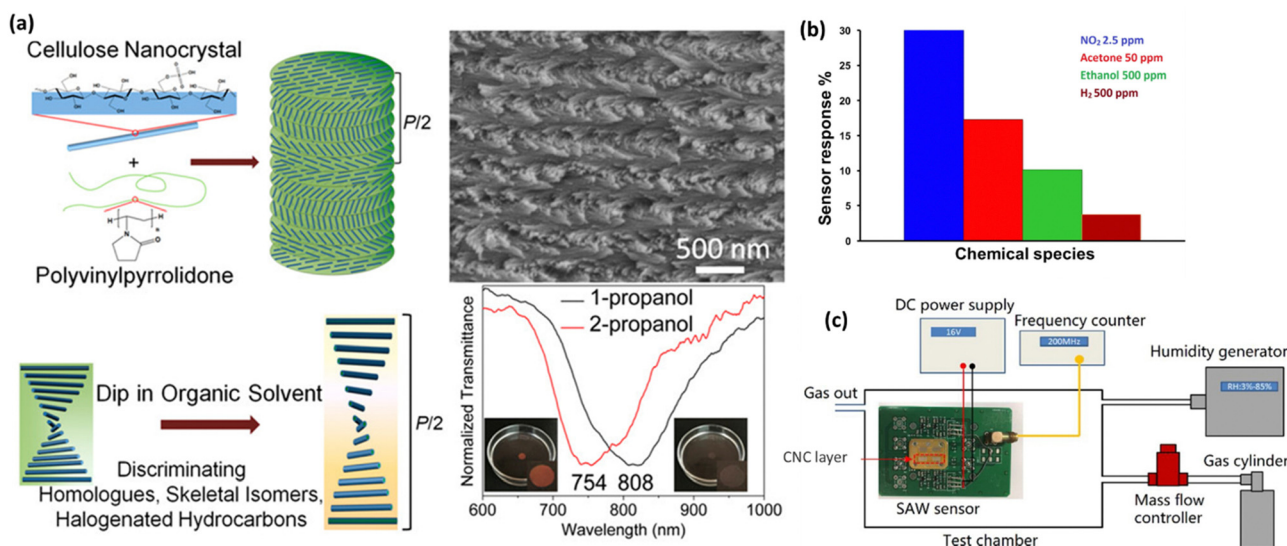 (a)
Cellulose Nanocrystal
+
Polyvinylpyrrolidone
P/2
500 nm
Dip in Organic Solvent
Discriminating
Homologues, Skeletal Isomers,
Halogenated Hydrocarbons
P/2
Normalized Transmittance
1-propanol
2-propanol
754 808
600 700 800 900 1000
Wavelength (nm)
(b)
Sensor response %
30
25
20
15
10
5
0
NO₂ 2.5 ppm
Acetone 50 ppm
Ethanol 500 ppm
H₂ 500 ppm
Chemical species
(c)
DC power supply
16V
Frequency counter
200MHz
Humidity generator
RH:3%-85%
Gas out
CNC layer
SAW sensor
Test chamber
Mass flow
controller
Gas cylinder